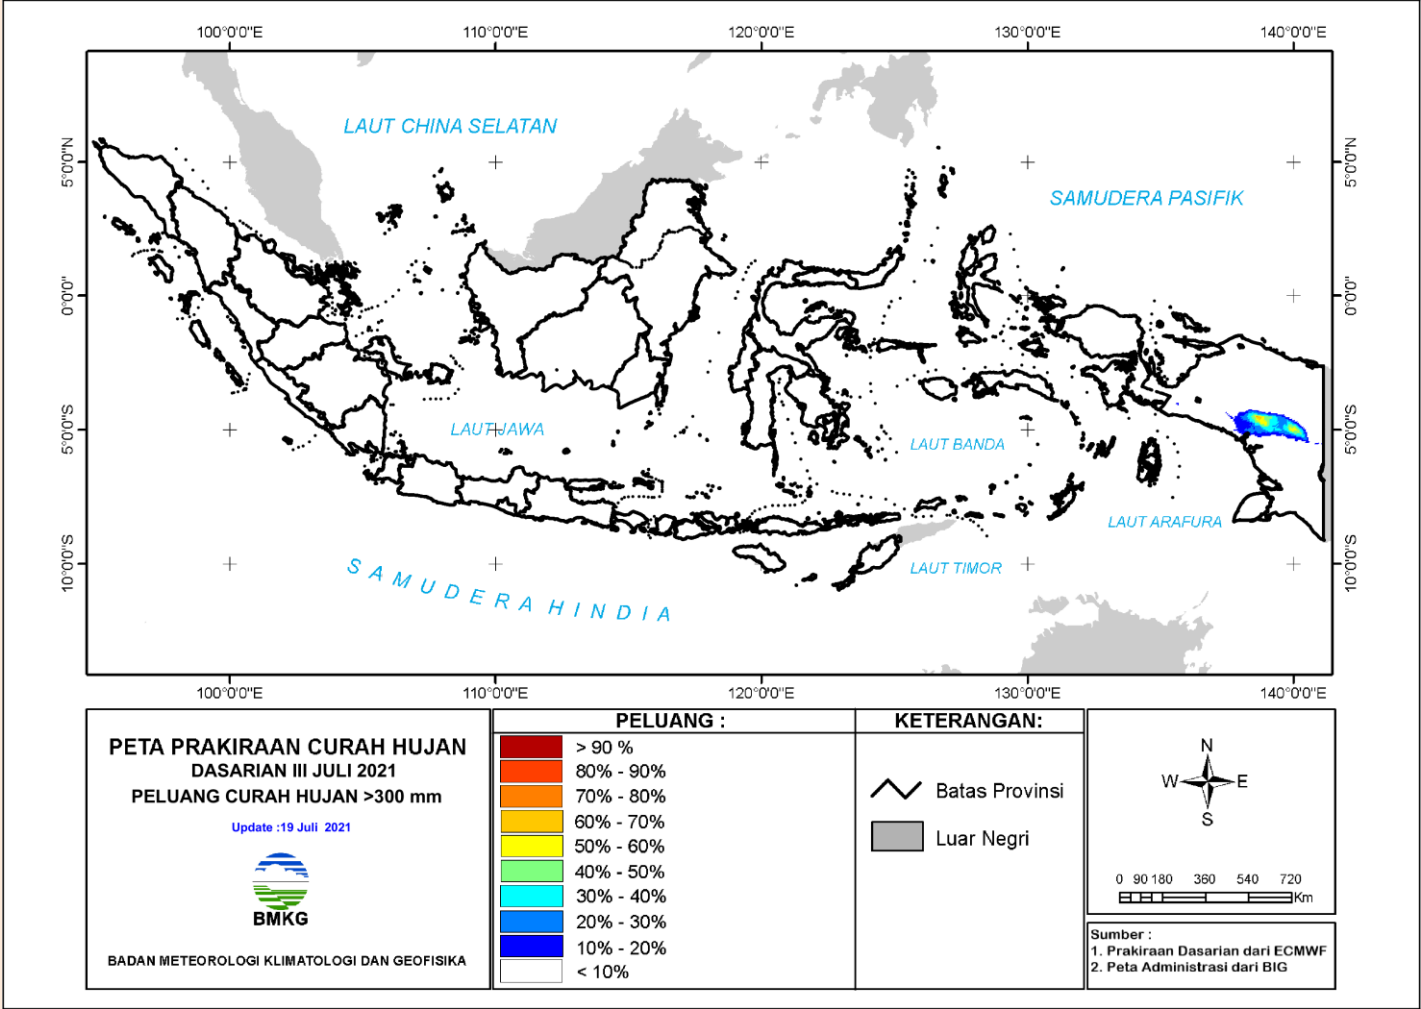 100°0'0"E 110°0'0"E 120°0'0"E 130°0'0"E 140°0'0"E
5°0'0"N 5°0'0"N
0°0'0" 0°0'0"
5°0'0"S 5°0'0"S
10°0'0"S 10°0'0"S
LAUT CHINA SELATAN
SAMUDERA PASIFIK
LAUT JAWA
LAUT BANDA
LAUT ARAFURA
LAUT TIMOR
SAMUDERA HINDIA
100°0'0"E 110°0'0"E 120°0'0"E 130°0'0"E 140°0'0"E
PETA PRAKIRAAN CURAH HUJAN
DASARIAN III JULI 2021
PELUANG CURAH HUJAN >300 mm
Update :19 Juli 2021
BMKG
BADAN METEOROLOGI KLIMATOLOGI DAN GEOFISIKA
PELUANG :
> 90 %
80% - 90%
70% - 80%
60% - 70%
50% - 60%
40% - 50%
30% - 40%
20% - 30%
10% - 20%
< 10%
KETERANGAN:
Batas Provinsi
Luar Negri
N
W E
S
0 90 180 360 540 720
Km
Sumber :
1. Prakiraan Dasarian dari ECMWF
2. Peta Administrasi dari BIG